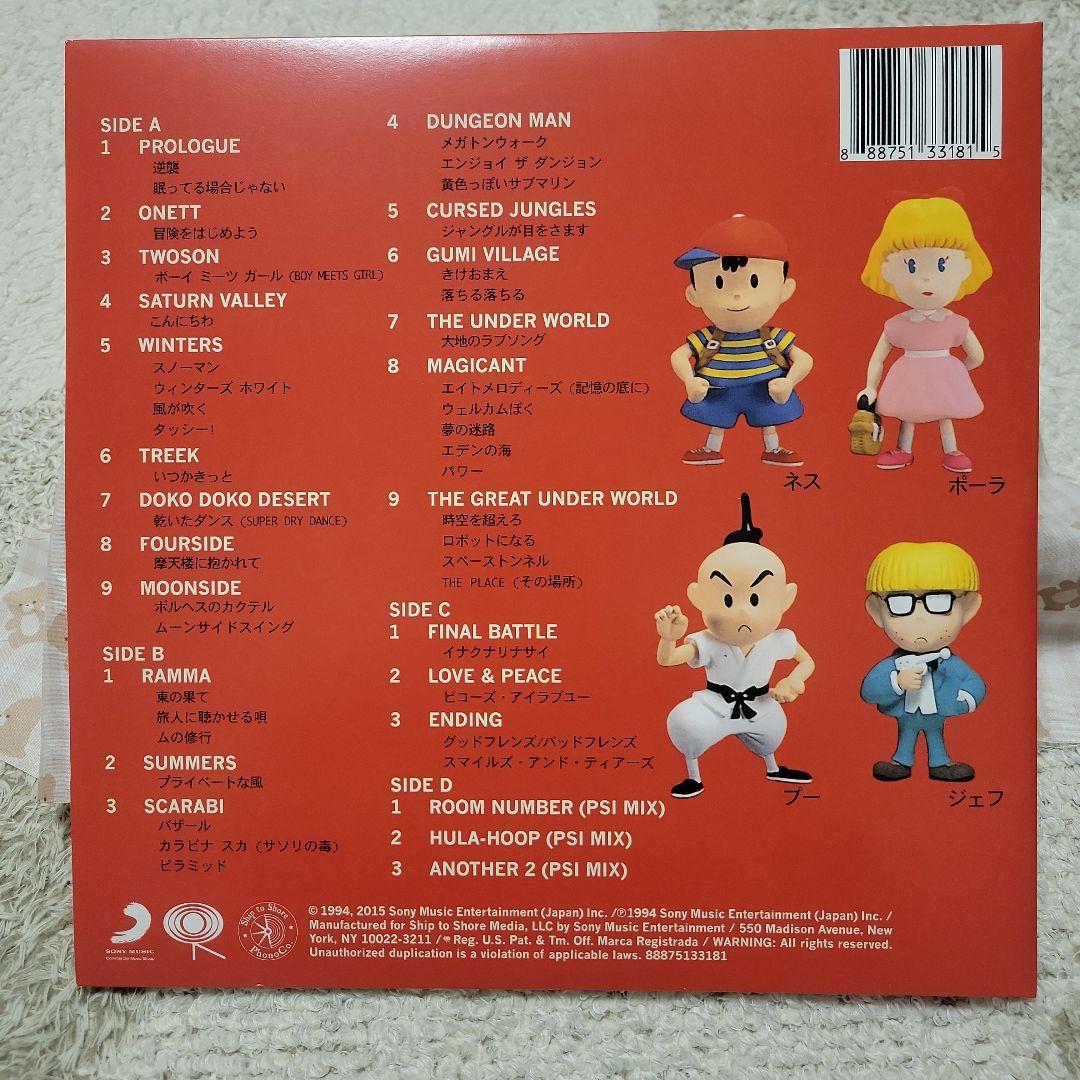 SIDE A
1 PROLOGUE
逆襲
眠ってる場合じゃない
2 ONETT
冒険をはじめよう
3 TWOSON
ボーイ ミーツ ガール (BOY MEETS GIRL)
4 SATURN VALLEY
こんにちわ
5 WINTERS
スノーマン
ウィンターズ ホワイト
風が吹く
タッシー!
6 TREEK
いつかきっと
7 DOKO DOKO DESERT
乾いたダンス (SUPER DRY DANCE)
8 FOURSIDE
摩天楼に抱かれて
9 MOONSIDE
ボルヘスのカクテル
ムーンサイドスイング
SIDE B
1 RAMMA
東の果て
旅人に聴かせる唄
ムの修行
2 SUMMERS
プライベートな風
3 SCARABI
バザール
カラビナ スカ (サソリの毒)
ピラミッド
4 DUNGEON MAN
メガトンウォーク
エンジョイ ザ ダンジョン
黄色っぽいサブマリン
5 CURSED JUNGLES
ジャングルが目をさます
6 GUMI VILLAGE
きけおまえ
落ちる落ちる
7 THE UNDER WORLD
大地のラブソング
8 MAGICANT
エイトメロディーズ (記憶の底に)
ウェルカムぼく
夢の迷路
エデンの海
パワー
9 THE GREAT UNDER WORLD
時空を超えろ
ロボットになる
スペーストンネル
THE PLACE (その場所)
SIDE C
1 FINAL BATTLE
イナクナリナサイ
2 LOVE & PEACE
ビコーズ・アイラブユー
3 ENDING
グッドフレンズ/バッドフレンズ
スマイルズ・アンド・ティアーズ
SIDE D
1 ROOM NUMBER (PSI MIX)
2 HULA-HOOP (PSI MIX)
3 ANOTHER 2 (PSI MIX)
8 88751 33181 5
ネス
ポーラ
プー
ジェフ
SONY MUSIC
Commercial Music Group
Ship to Shore
PhonoCo.
© 1994, 2015 Sony Music Entertainment (Japan) Inc. /℗1994 Sony Music Entertainment (Japan) Inc. /
Manufactured for Ship to Shore Media, LLC by Sony Music Entertainment / 550 Madison Avenue, New
York, NY 10022-3211 / Reg. U.S. Pat. & Tm. Off. Marca Registrada / WARNING: All rights reserved.
Unauthorized duplication is a violation of applicable laws. 88875133181